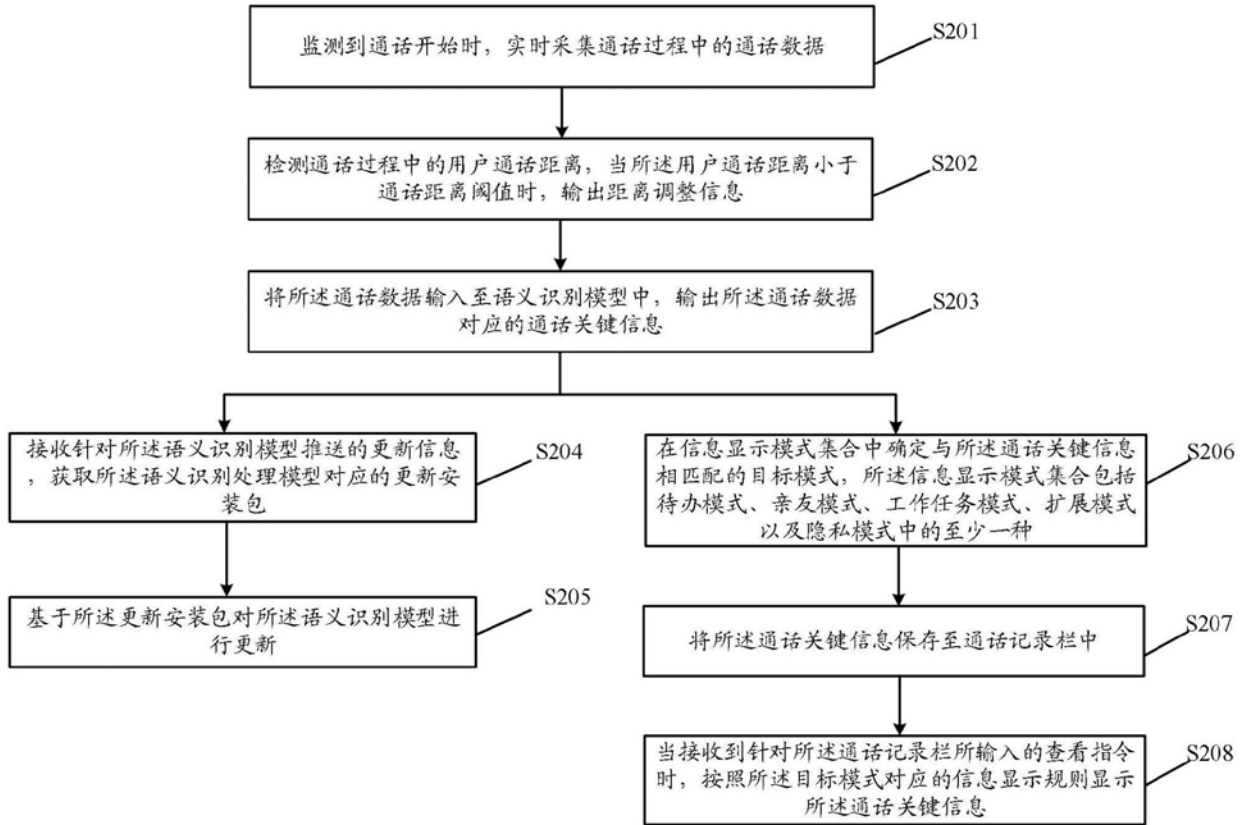 监测到通话开始时，实时采集通话过程中的通话数据
S201
检测通话过程中的用户通话距离，当所述用户通话距离小于
通话距离阈值时，输出距离调整信息
S202
将所述通话数据输入至语义识别模型中，输出所述通话数据
对应的通话关键信息
S203
接收针对所述语义识别模型推送的更新信息
，获取所述语义识别处理模型对应的更新安
装包
S204
基于所述更新安装包对所述语义识别模型进
行更新
S205
在信息显示模式集合中确定与所述通话关键信息
相匹配的目标模式，所述信息显示模式集合包括
待办模式、亲友模式、工作任务模式、扩展模式
以及隐私模式中的至少一种
S206
将所述通话关键信息保存至通话记录栏中
S207
当接收到针对所述通话记录栏所输入的查看指令
时，按照所述目标模式对应的信息显示规则显示
所述通话关键信息
S208